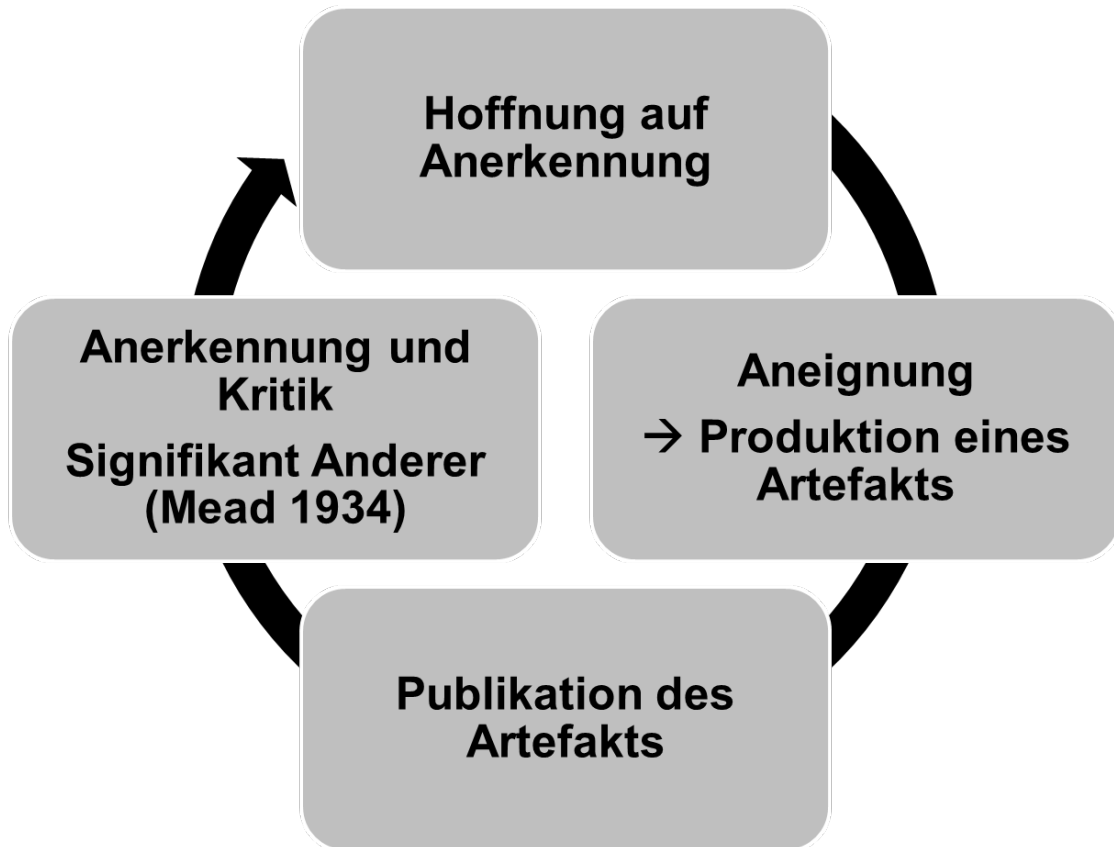 Hoffnung auf
Anerkennung
Aneignung
→ Produktion eines
Artefakts
Publikation des
Artefakts
Anerkennung und
Kritik
Signifikant Anderer
(Mead 1934)